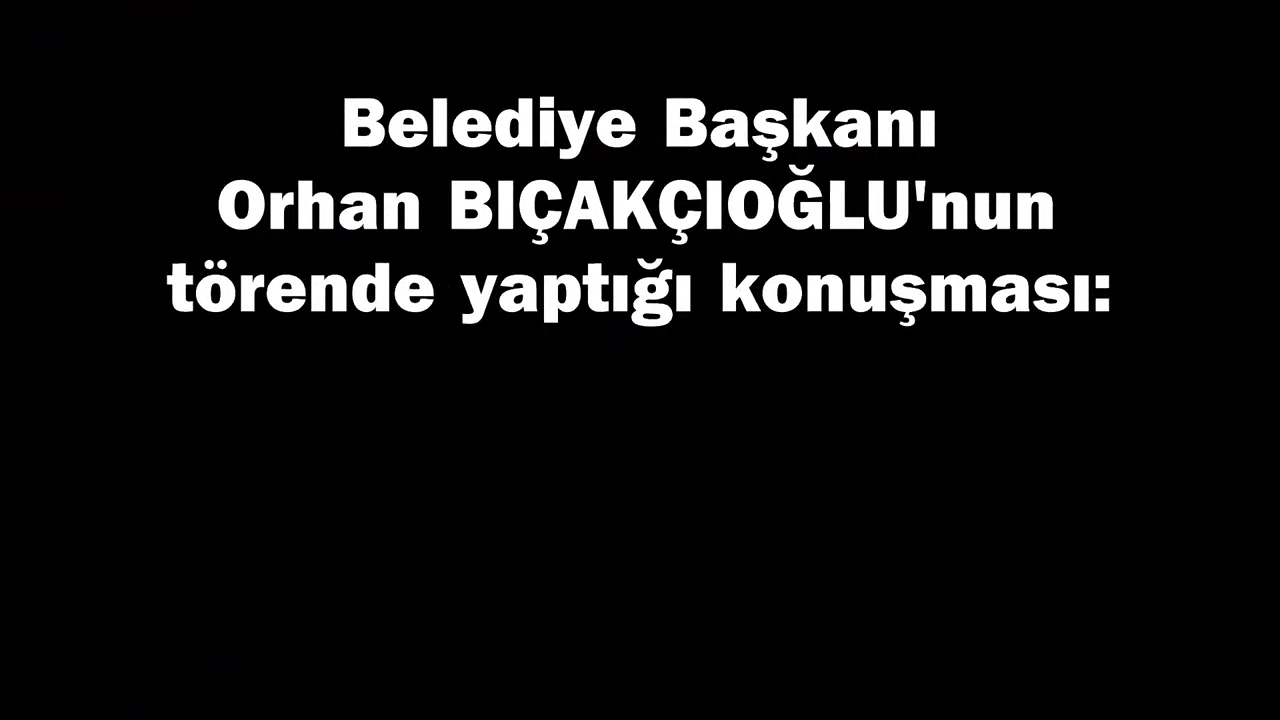 Belediye Başkanı
Orhan BIÇAKÇIOĞLU'nun
törende yaptığı konuşması: